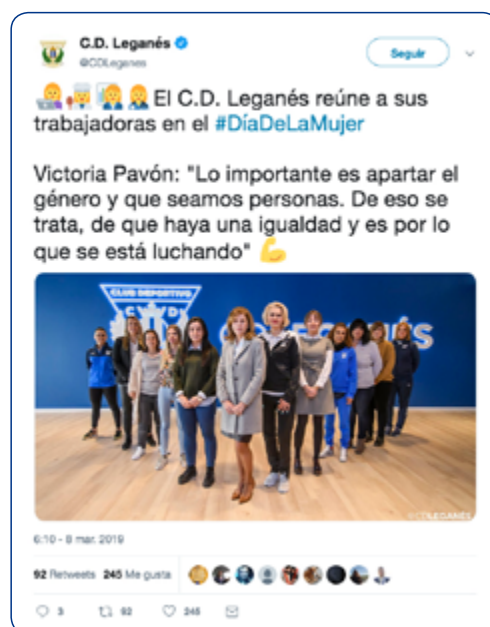 C.D. Leganés
@CDLeganes
Seguir
El C.D. Leganés reúne a sus
trabajadoras en el #DíaDeLaMujer
Victoria Pavón: "Lo importante es apartar el
género y que seamos personas. De eso se
trata, de que haya una igualdad y es por lo
que se está luchando"
CLUB DEPORTIVO
©CDLEGANÉS
6:10 - 8 mar. 2019
92 Retweets 245 Me gusta
3 92 245